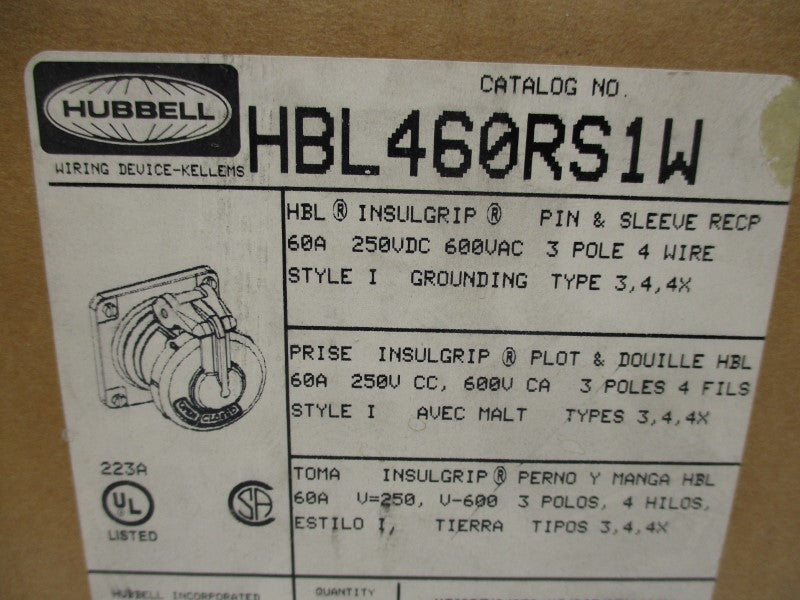 CATALOG NO.
HUBBELL
HBL460RS1W
WIRING DEVICE-KELLEMS
HBL® INSULGRIP® PIN & SLEEVE RECP
60A 250VDC 600VAC 3 POLE 4 WIRE
STYLE I GROUNDING TYPE 3,4,4X
PRISE INSULGRIP® PLOT & DOUILLE HBL
60A 250V CC, 600V CA 3 POLES 4 FILS
STYLE I AVEC MALT TYPES 3,4,4X
CLOSED
223A
UL
LISTED
SA
TOMA INSULGRIP® PERNO Y MANGA HBL
60A V=250, V-600 3 POLOS, 4 HILOS,
ESTILO I, TIERRA TIPOS 3,4,4X
HUBBELL INCORPORATED
QUANTITY